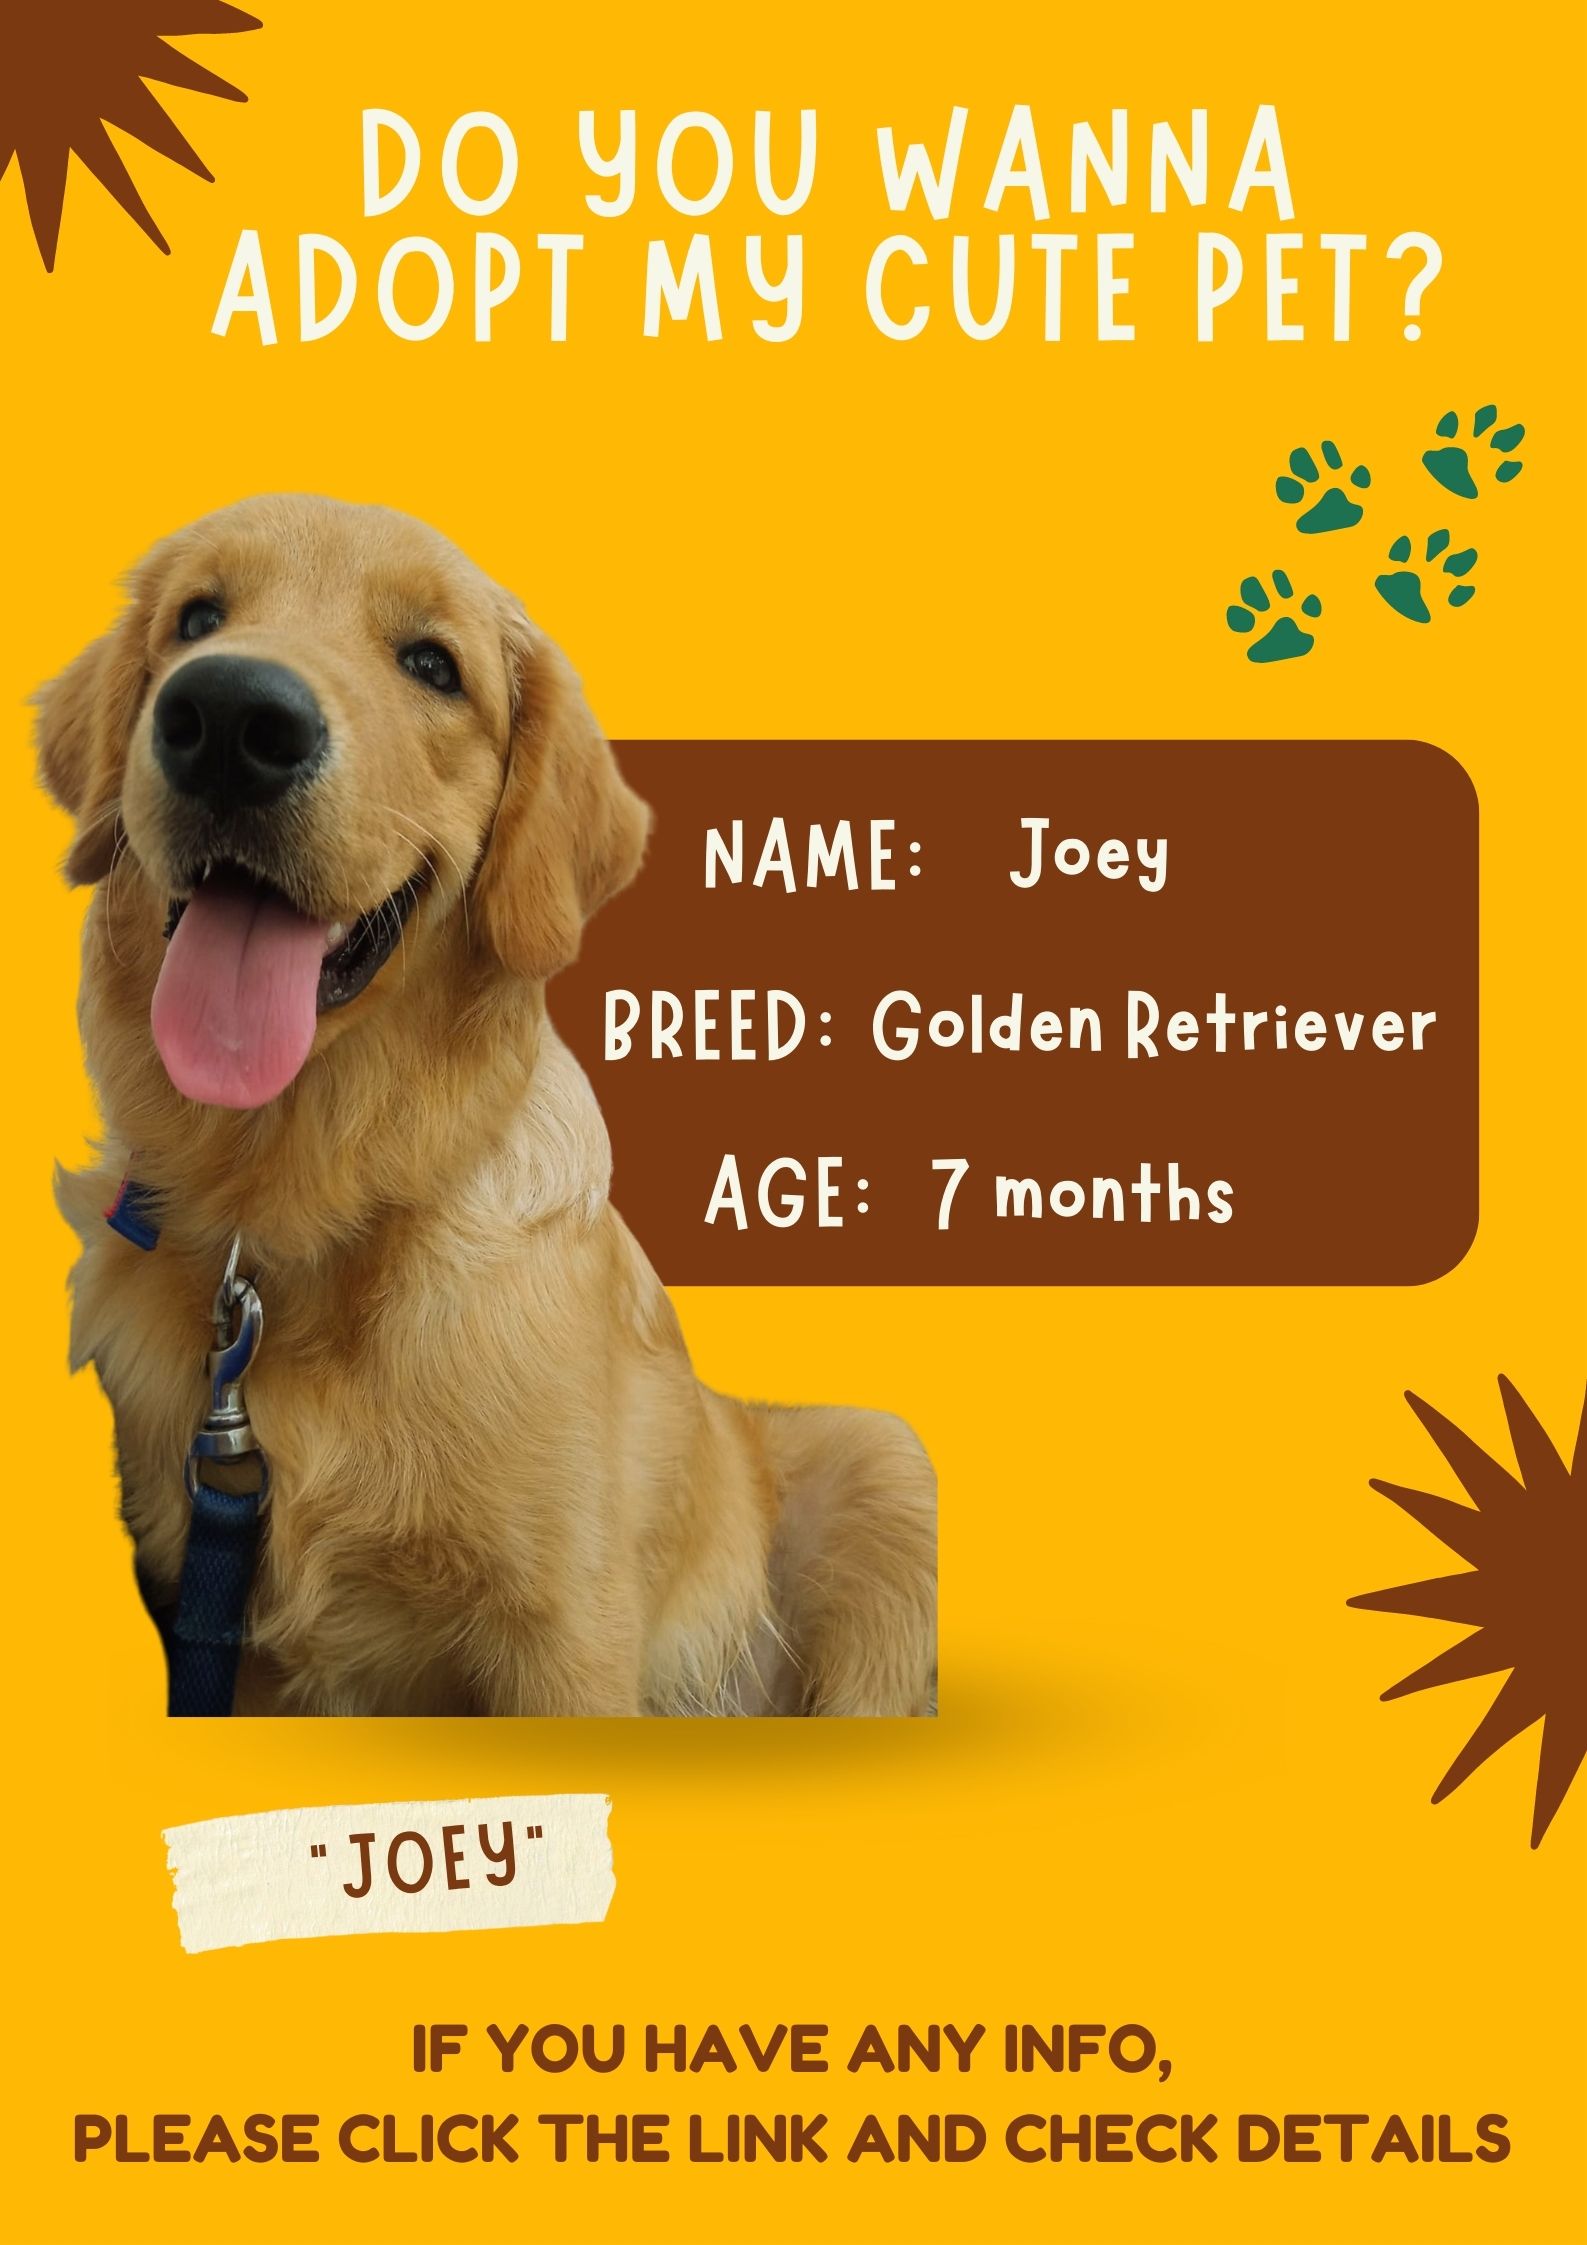 DO YOU WANNA
ADOPT MY CUTE PET?
NAME: Joey
BREED: Golden Retriever
AGE: 7 months
"JOEY"
IF YOU HAVE ANY INFO,
PLEASE CLICK THE LINK AND CHECK DETAILS